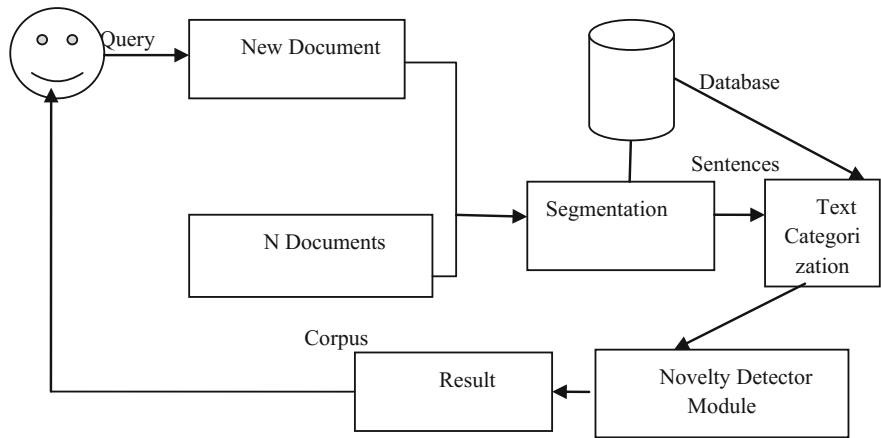 Query
New Document
Database
Sentences
Segmentation
Text
Categori
zation
N Documents
Corpus
Result
Novelty Detector
Module